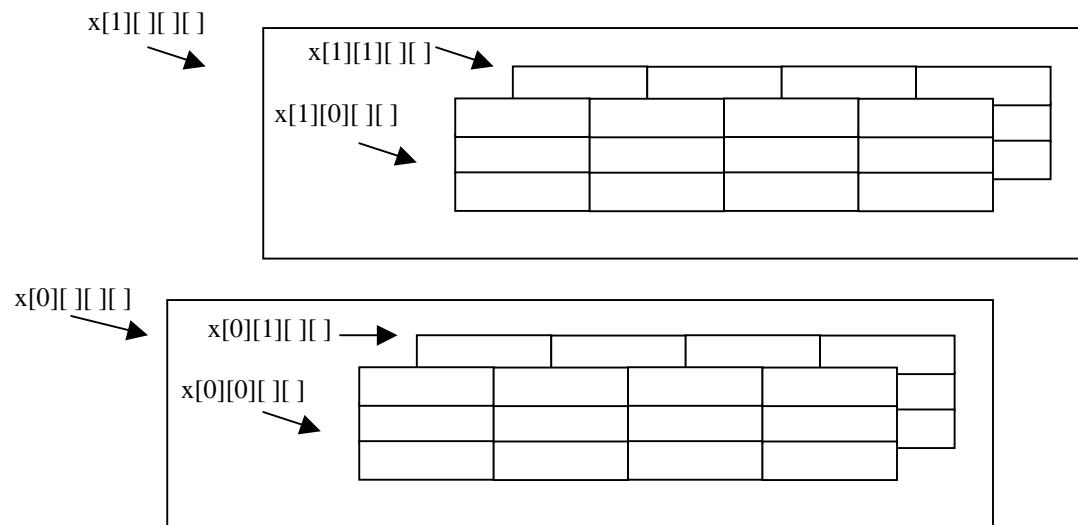 x[1][ ][ ][ ]
x[1][1][ ][ ]
x[1][0][ ][ ]
x[0][ ][ ][ ]
x[0][1][ ][ ]
x[0][0][ ][ ]